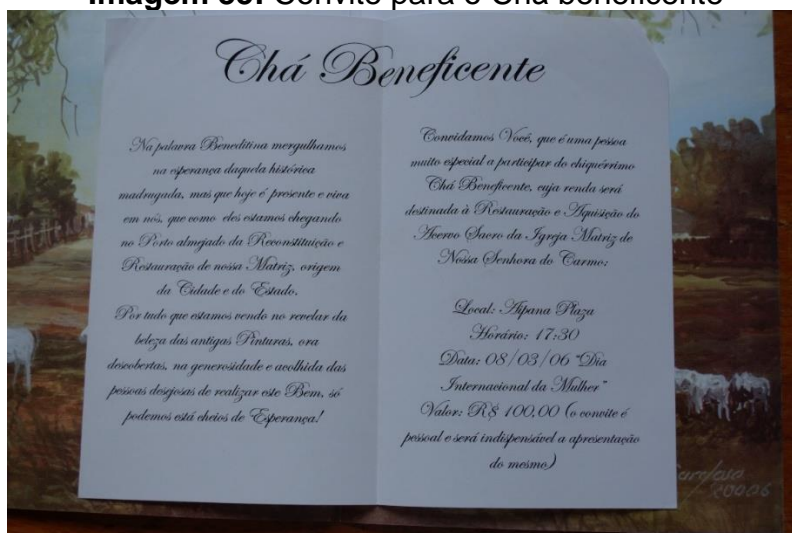 Chá Beneficente
Na palavra Beneditina mergulhamos
na esperança daquela histórica
madrugada, mas que hoje é presente e viva
em nós, que como eles estamos chegando
no Porto almejado da Reconstituição e
Restauração de nossa Matriz, origem
da Cidade e do Estado.
Por tudo que estamos vendo no revelar da
beleza das antigas Pinturas, ora
descobertas, na generosidade e acolhida das
pessoas desejosas de realizar este Bem, só
podemos está cheios de Esperança!
Convidamos Você, que é uma pessoa
muito especial a participar do chiquérrimo
Chá Beneficente, cuja renda será
destinada à Restauração e Aquisição do
Acervo Sacro da Igreja Matriz de
Nossa Senhora do Carmo:
Local: Aipana Plaza
Horário: 17:30
Data: 08/03/06 "Dia
Internacional da Mulher"
Valor: R$ 100,00 (o convite é
pessoal e será indispensável a apresentação
do mesmo)
Cardoso